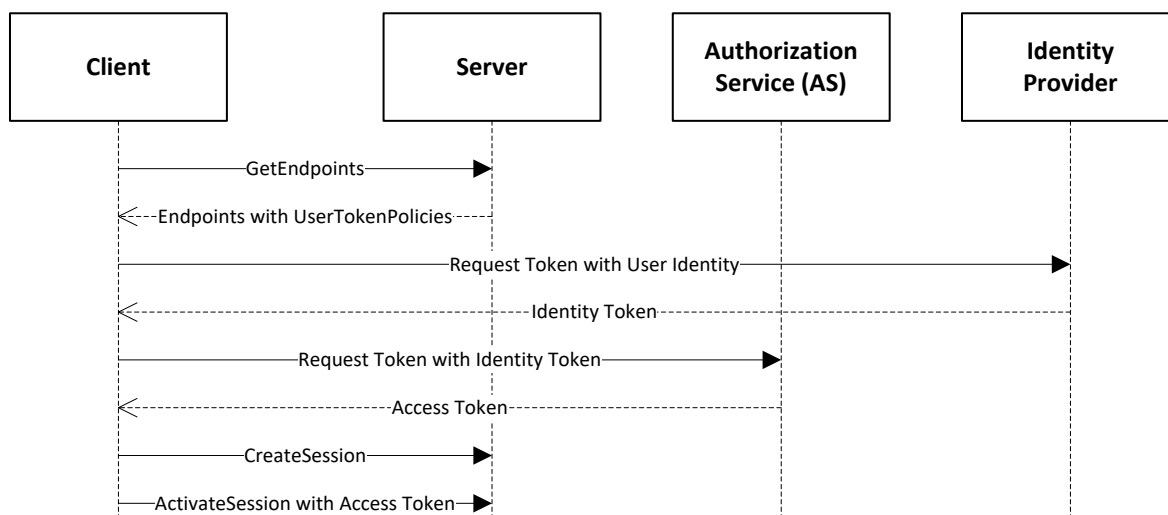 Client
Server
Authorization
Service (AS)
Identity
Provider
GetEndpoints
Endpoints with UserTokenPolicies
Request Token with User Identity
Identity Token
Request Token with Identity Token
Access Token
CreateSession
ActivateSession with Access Token